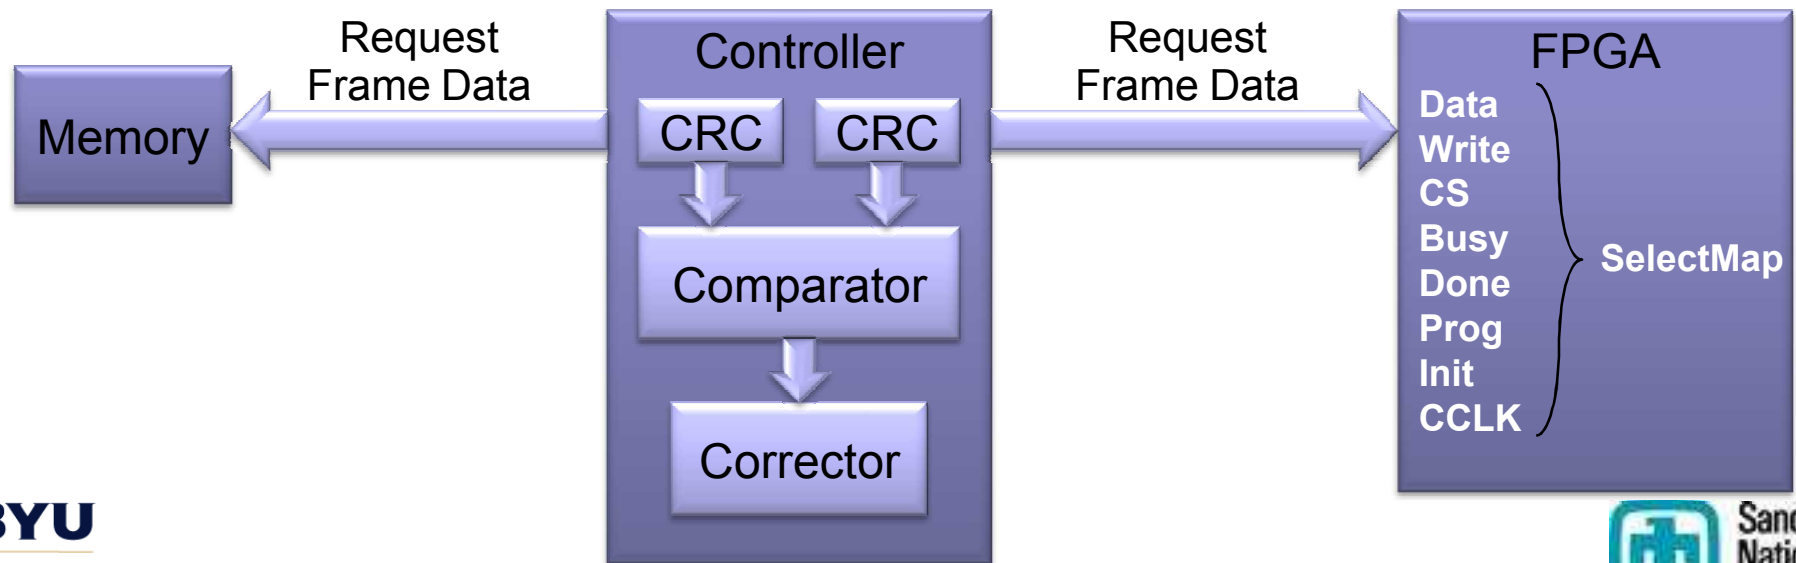 Request
Frame Data
Memory
Controller
CRC
CRC
Comparator
Corrector
Request
Frame Data
FPGA
Data
Write
CS
Busy
Done
Prog
Init
CCLK
SelectMap
BYU